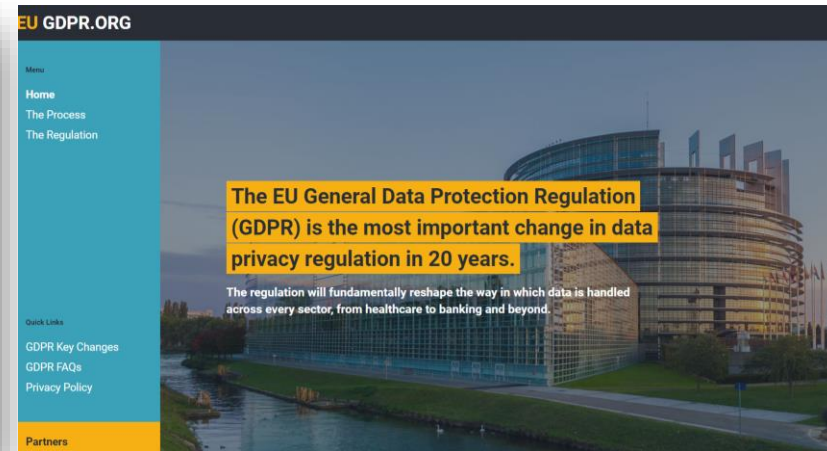 EU GDPR.ORG
Menu
Home
The Process
The Regulation
The EU General Data Protection Regulation
(GDPR) is the most important change in data
privacy regulation in 20 years.
The regulation will fundamentally reshape the way in which data is handled
across every sector, from healthcare to banking and beyond.
Quick Links
GDPR Key Changes
GDPR FAQs
Privacy Policy
Partners